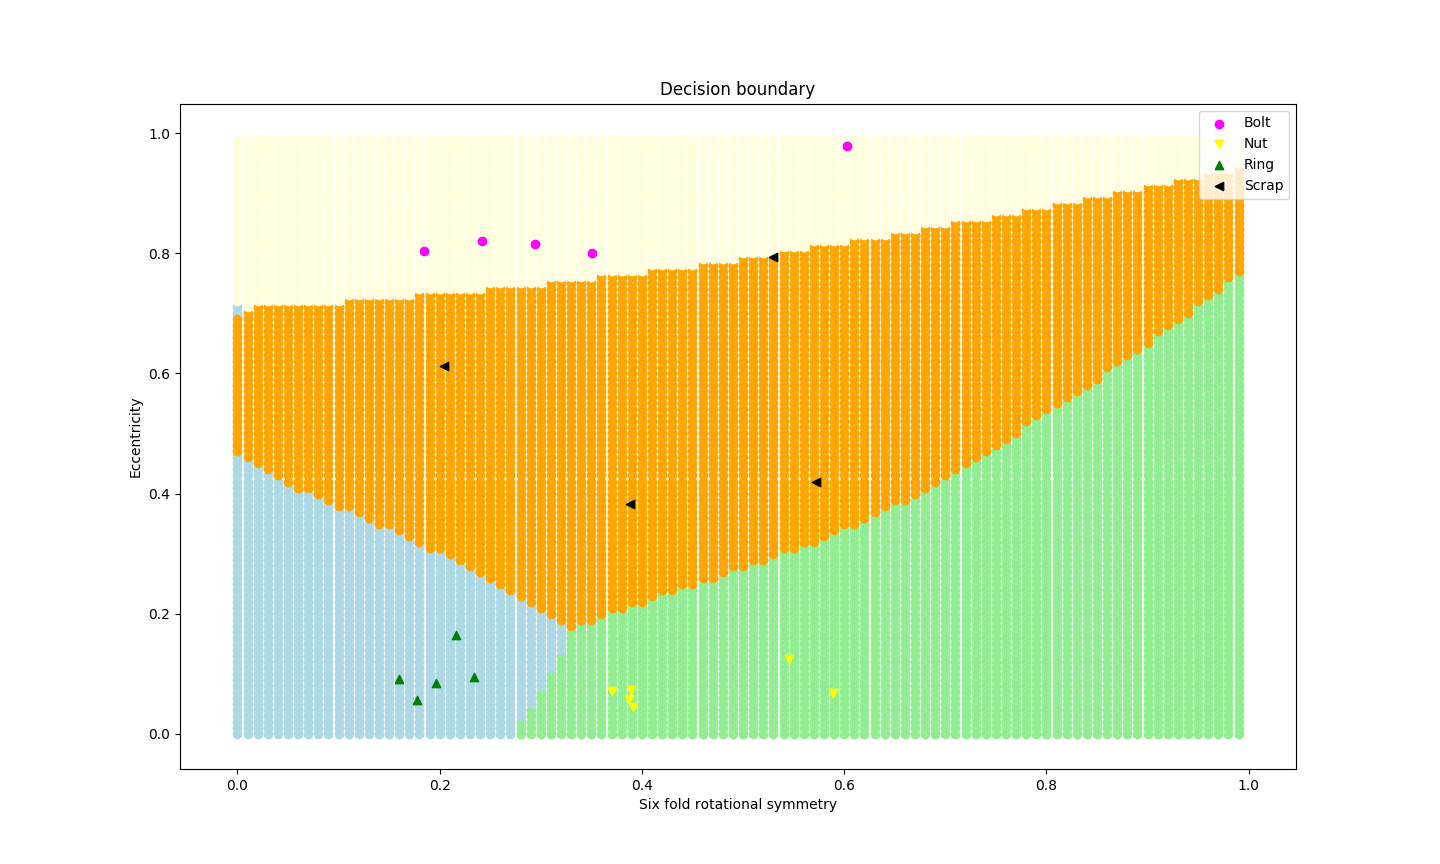 Decision boundary
Bolt
Nut
Ring
Scrap
1.0
0.8
0.6
0.4
0.2
0.0
Eccentricity
0.0 0.2 0.4 0.6 0.8 1.0
Six fold rotational symmetry